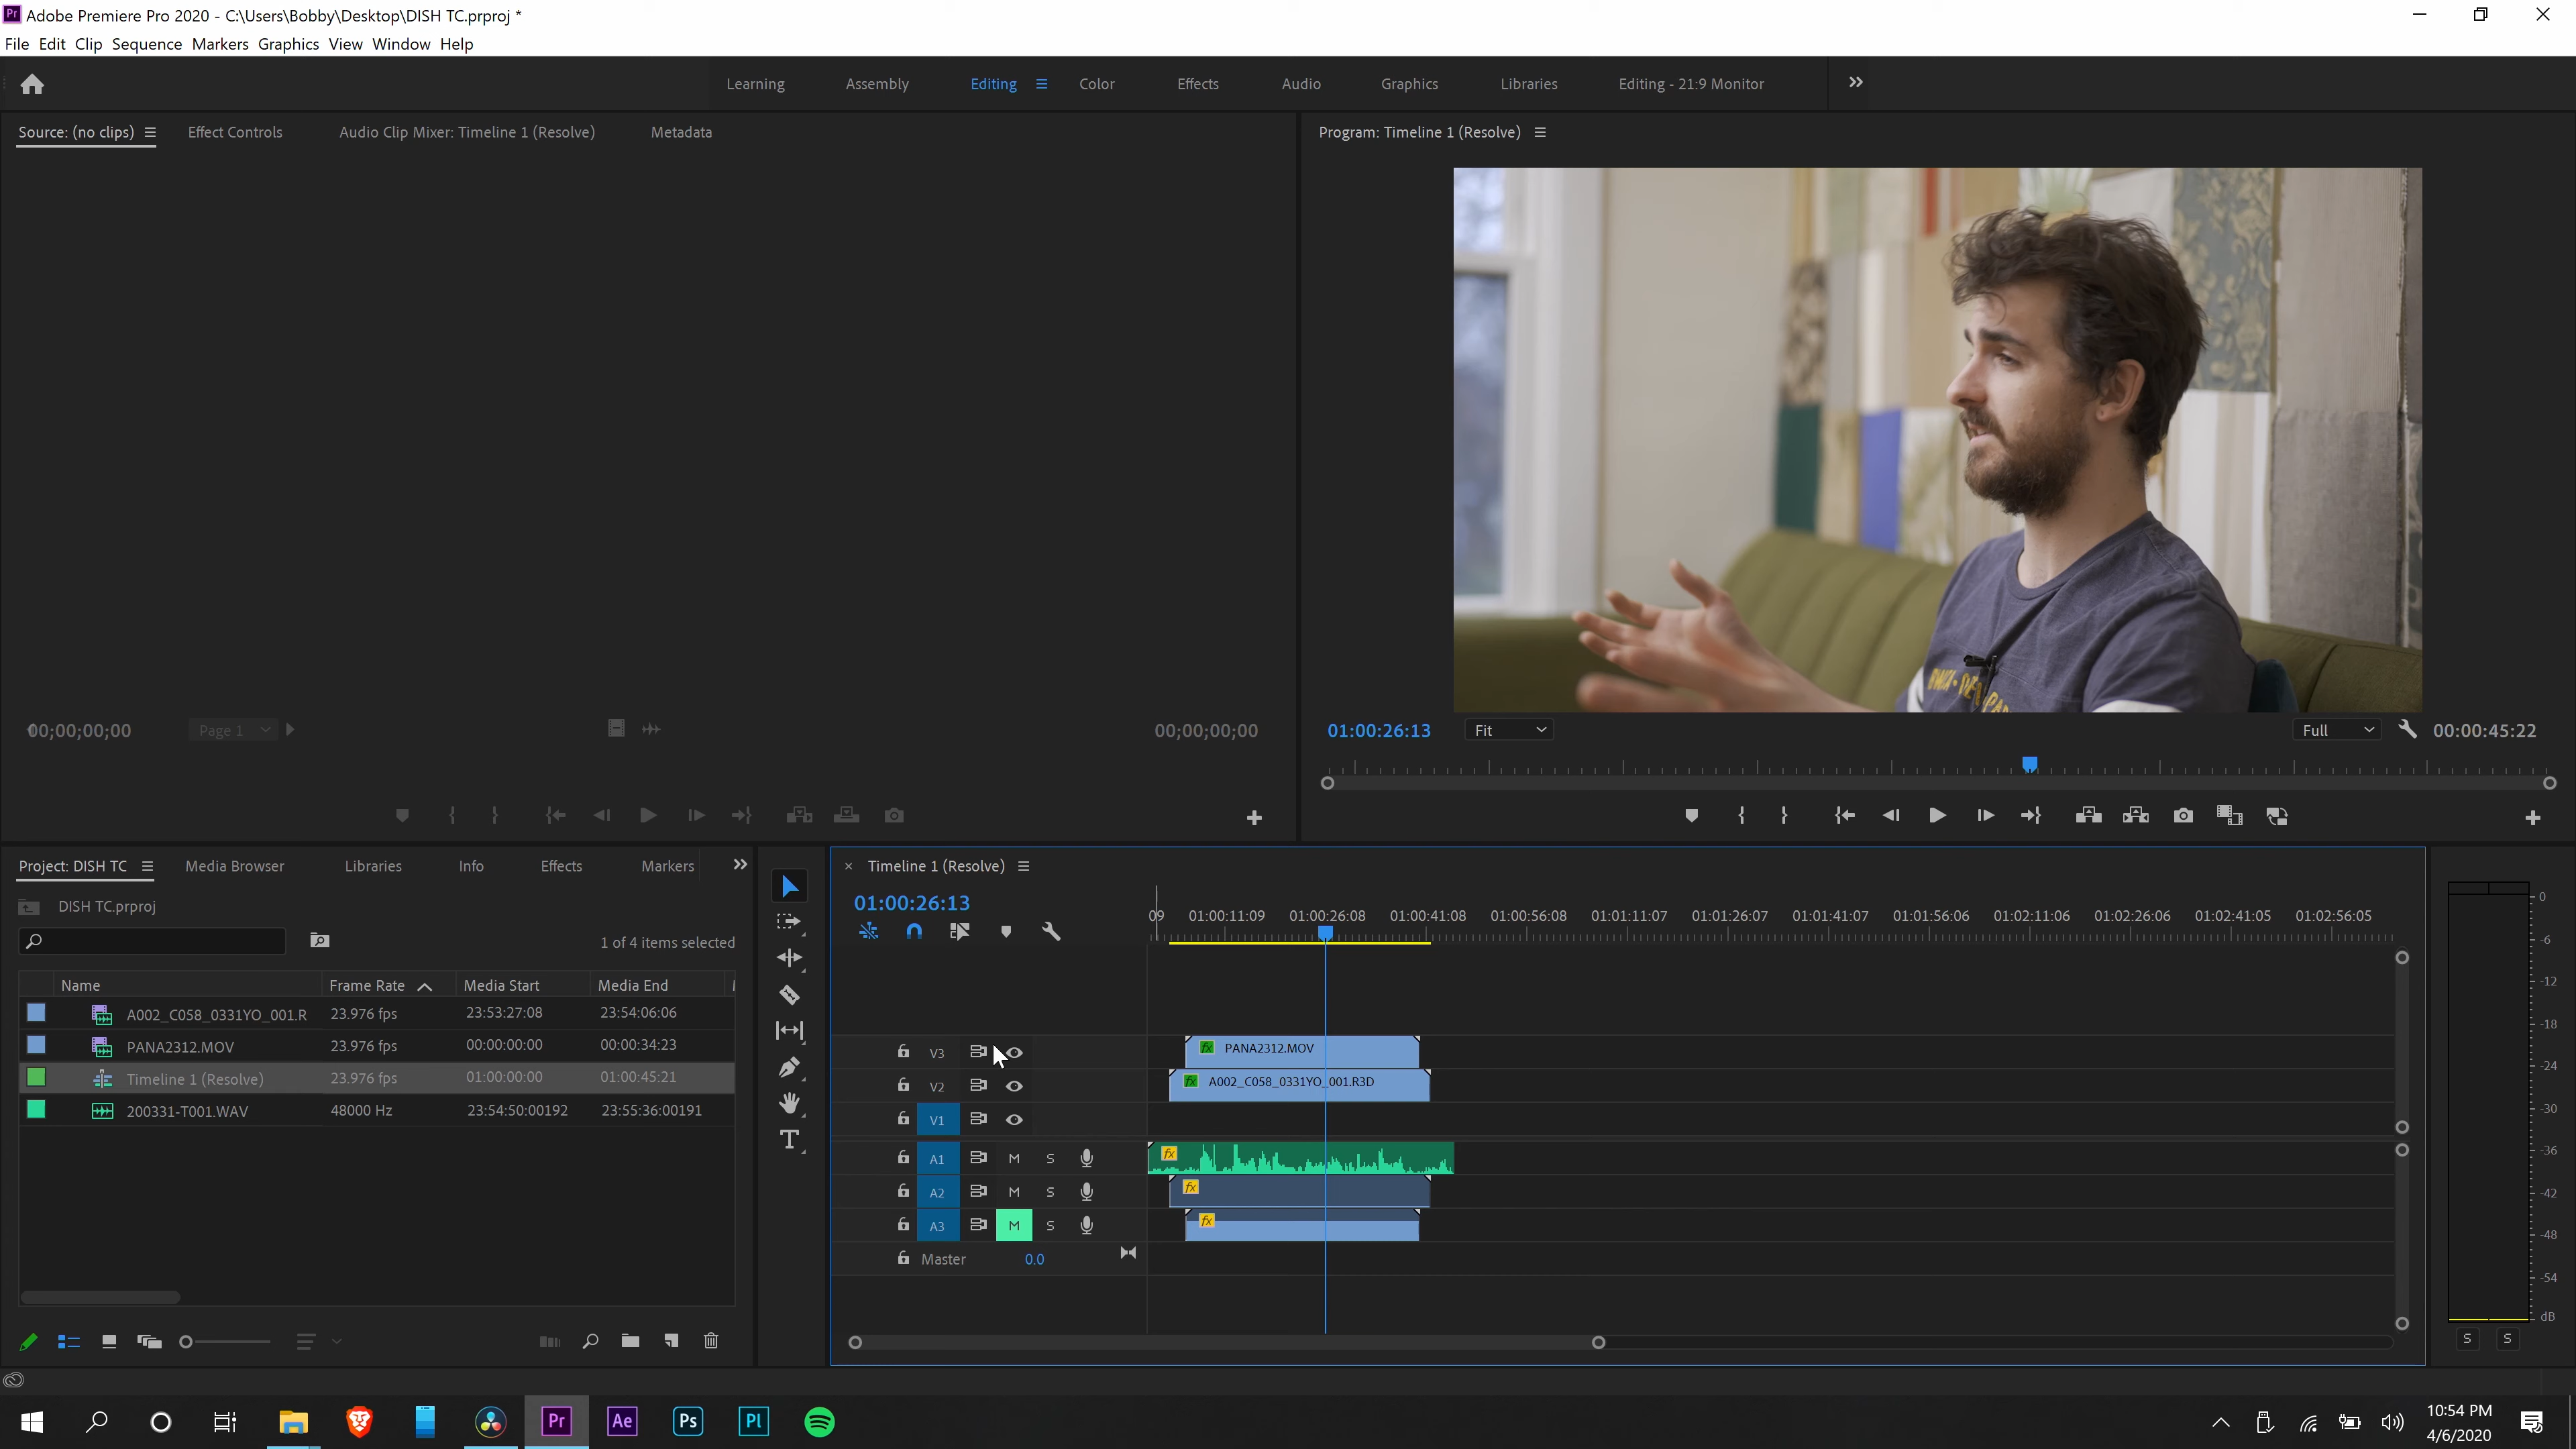 Pr Adobe Premiere Pro 2020 - C:\Users\Bobby\Desktop\DISH TC.prproj *
File Edit Clip Sequence Markers Graphics View Window Help
Learning Assembly Editing Color Effects Audio Graphics Libraries Editing - 21:9 Monitor
Source: (no clips) Effect Controls Audio Clip Mixer: Timeline 1 (Resolve) Metadata
Program: Timeline 1 (Resolve)
00;00;00;00 Page 1 00;00;00;00
01:00:26:13 Fit Full 00:00:45:22
Project: DISH TC Media Browser Libraries Info Effects Markers
DISH TC.prproj
1 of 4 items selected
Name Frame Rate Media Start Media End
A002_C058_0331YO_001.R 23.976 fps 23:53:27:08 23:54:06:06
PANA2312.MOV 23.976 fps 00:00:00:00 00:00:34:23
Timeline 1 (Resolve) 23.976 fps 01:00:00:00 01:00:45:21
200331-T001.WAV 48000 Hz 23:54:50:00192 23:55:36:00191
Timeline 1 (Resolve)
01:00:26:13
09 01:00:11:09 01:00:26:08 01:00:41:08 01:00:56:08 01:01:11:07 01:01:26:07 01:01:41:07 01:01:56:06 01:02:11:06 01:02:26:06 01:02:41:05 01:02:56:05
V3 fx PANA2312.MOV
V2 fx A002_C058_0331YO_001.R3D
V1
A1 M S fx
A2 M S fx
A3 M S fx
Master 0.0
0
-6
-12
-18
-24
-30
-36
-42
-48
-54
dB
S S
Pr Ae Ps Pl
10:54 PM
4/6/2020